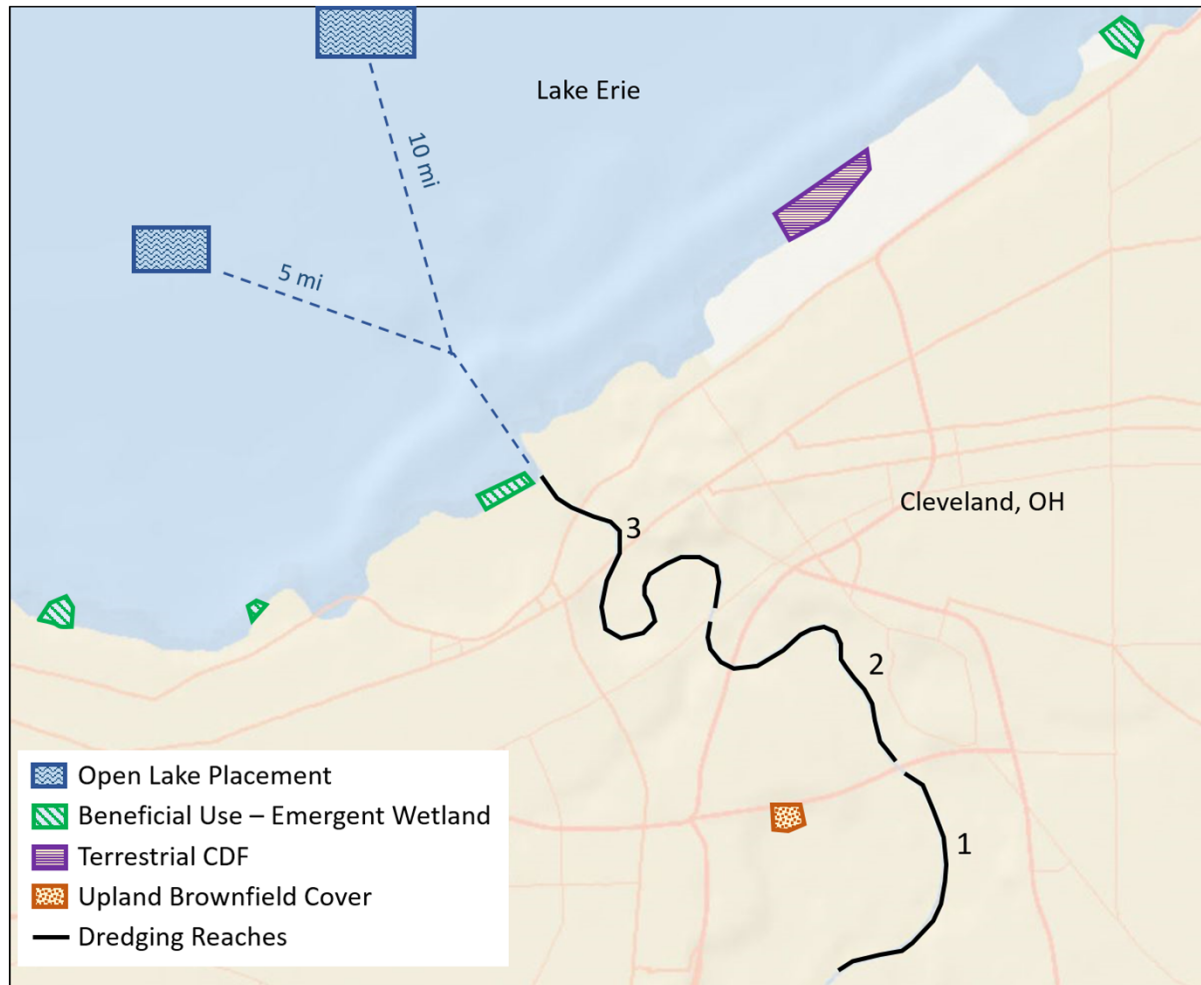 Lake Erie
10 mi
5 mi
Cleveland, OH
3
2
1
Open Lake Placement
Beneficial Use – Emergent Wetland
Terrestrial CDF
Upland Brownfield Cover
Dredging Reaches